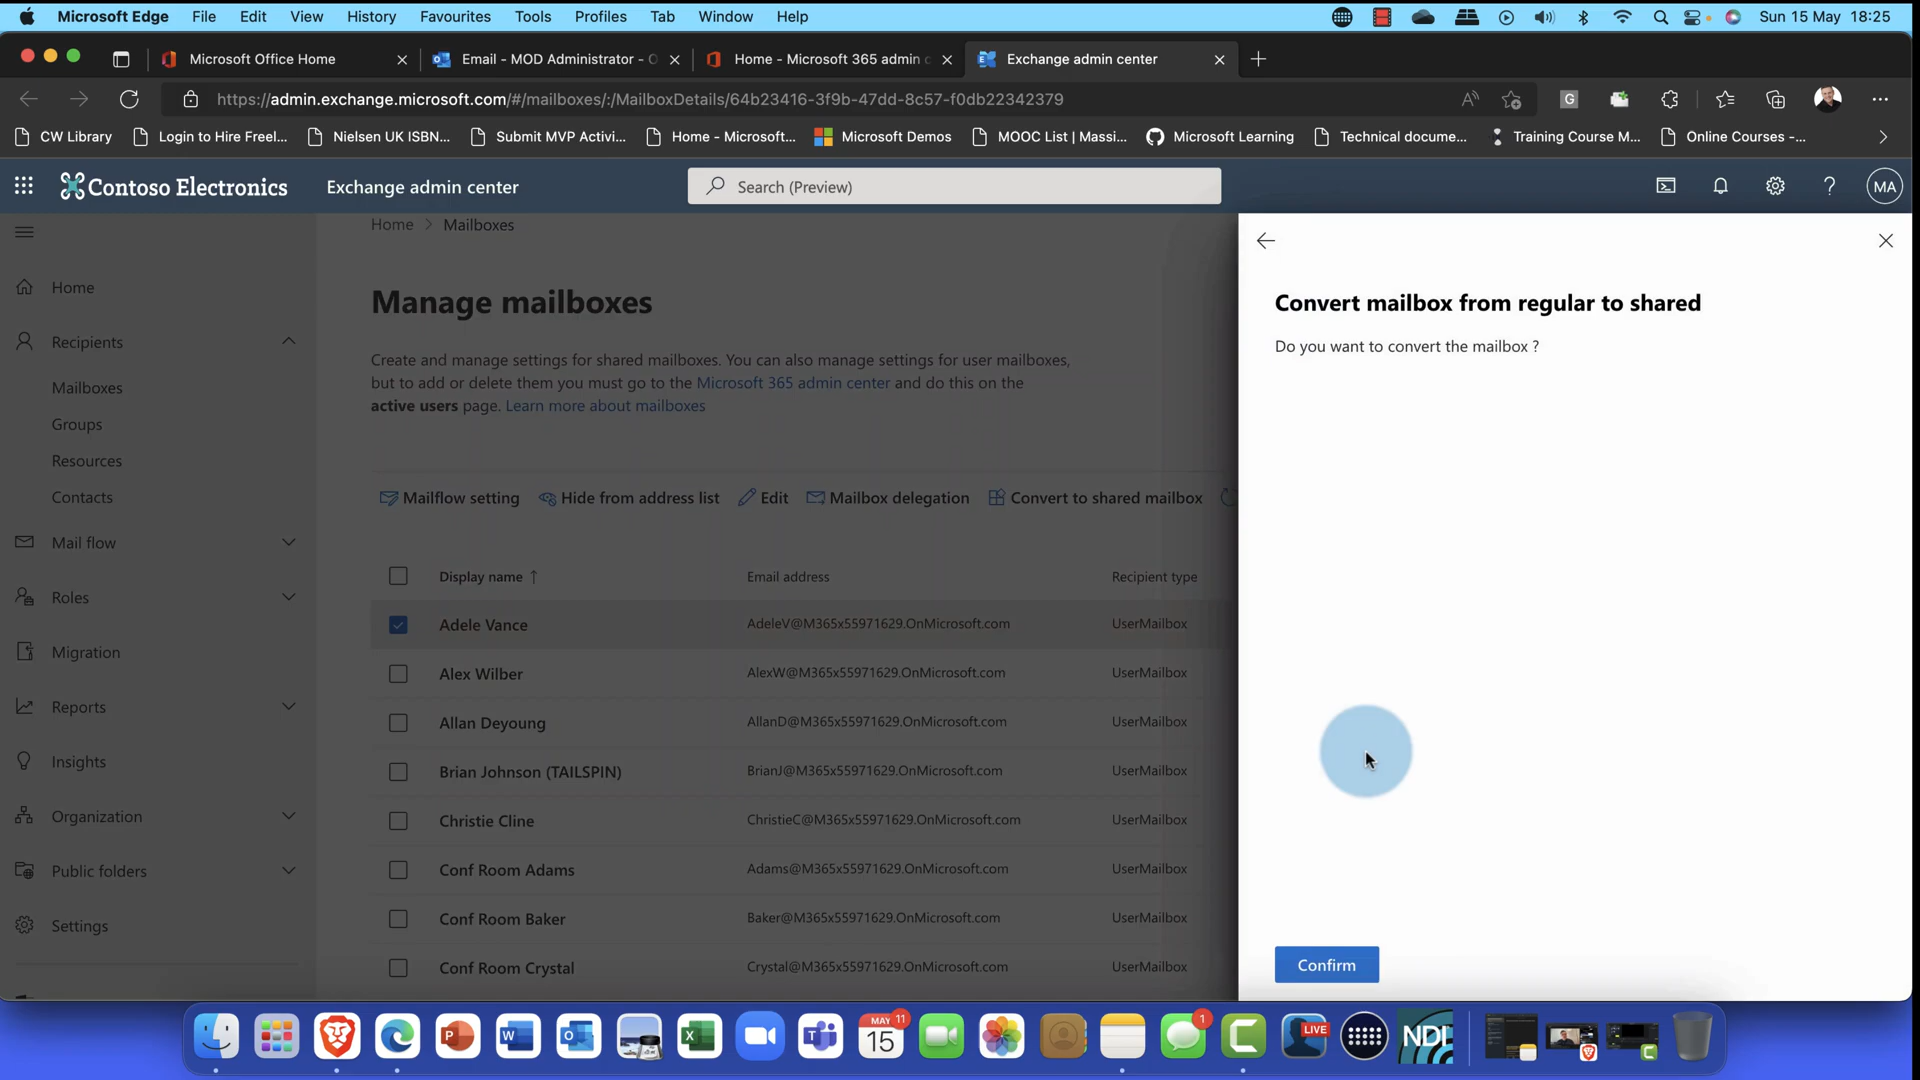 Microsoft Edge File Edit View History Favourites Tools Profiles Tab Window Help Sun 15 May 18:25
Microsoft Office Home Email - MOD Administrator - O Home - Microsoft 365 admin c Exchange admin center
https://admin.exchange.microsoft.com/#/mailboxes/:/MailboxDetails/64b23416-3f9b-47dd-8c57-f0db22342379
CW Library Login to Hire Freel... Nielsen UK ISBN... Submit MVP Activi... Home - Microsoft... Microsoft Demos MOOC List | Massi... Microsoft Learning Technical docume... Training Course M... Online Courses -...
Contoso Electronics Exchange admin center Search (Preview) MA
Home > Mailboxes
Home
Recipients
Mailboxes
Groups
Resources
Contacts
Mail flow
Roles
Migration
Reports
Insights
Organization
Public folders
Settings
Manage mailboxes
Create and manage settings for shared mailboxes. You can also manage settings for user mailboxes,
but to add or delete them you must go to the Microsoft 365 admin center and do this on the
active users page. Learn more about mailboxes
Mailflow setting Hide from address list Edit Mailbox delegation Convert to shared mailbox
Display name ↑ Email address Recipient type
Adele Vance AdeleV@M365x55971629.OnMicrosoft.com UserMailbox
Alex Wilber AlexW@M365x55971629.OnMicrosoft.com UserMailbox
Allan Deyoung AllanD@M365x55971629.OnMicrosoft.com UserMailbox
Brian Johnson (TAILSPIN) BrianJ@M365x55971629.OnMicrosoft.com UserMailbox
Christie Cline ChristieC@M365x55971629.OnMicrosoft.com UserMailbox
Conf Room Adams Adams@M365x55971629.OnMicrosoft.com UserMailbox
Conf Room Baker Baker@M365x55971629.OnMicrosoft.com UserMailbox
Conf Room Crystal Crystal@M365x55971629.OnMicrosoft.com UserMailbox
Convert mailbox from regular to shared
Do you want to convert the mailbox ?
Confirm
MAY 11
15
1
LIVE
NDI